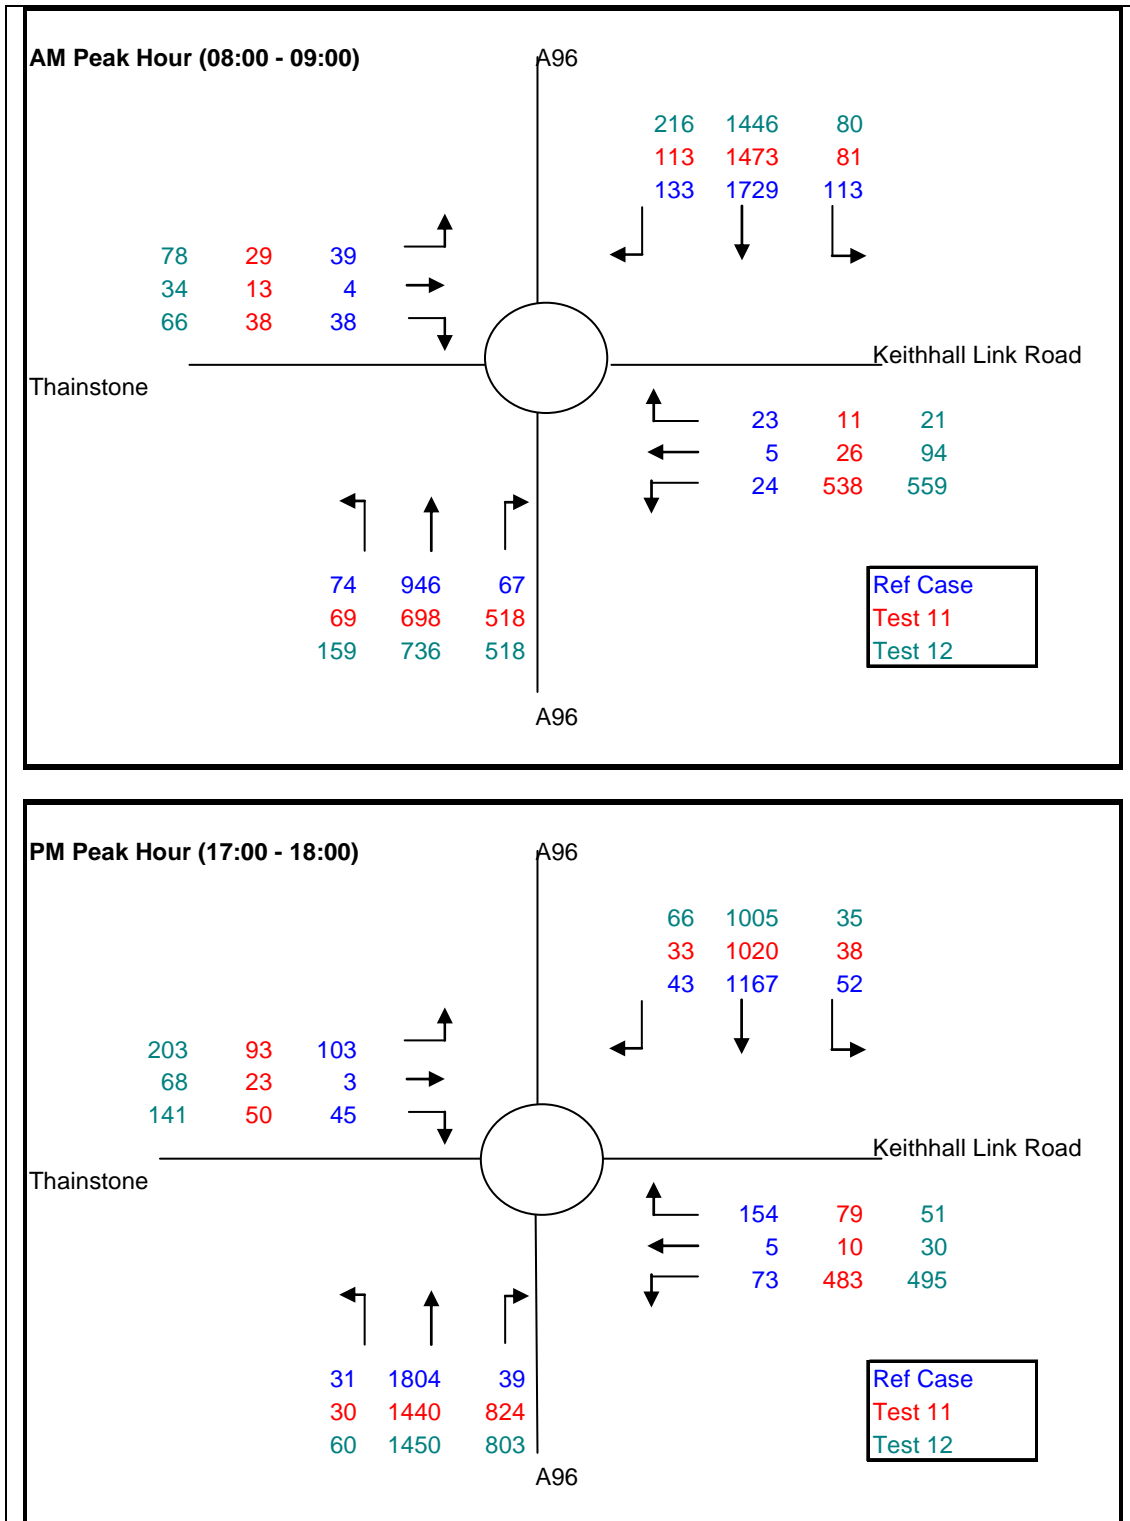 AM Peak Hour (08:00 - 09:00)
A96
216 1446 80
113 1473 81
133 1729 113
78 29 39
34 13 4
66 38 38
Keithhall Link Road
Thainstone
23 11 21
5 26 94
24 538 559
74 946 67
69 698 518
159 736 518
Ref Case
Test 11
Test 12
A96
PM Peak Hour (17:00 - 18:00)
A96
66 1005 35
33 1020 38
43 1167 52
203 93 103
68 23 3
141 50 45
Keithhall Link Road
Thainstone
154 79 51
5 10 30
73 483 495
31 1804 39
30 1440 824
60 1450 803
Ref Case
Test 11
Test 12
A96